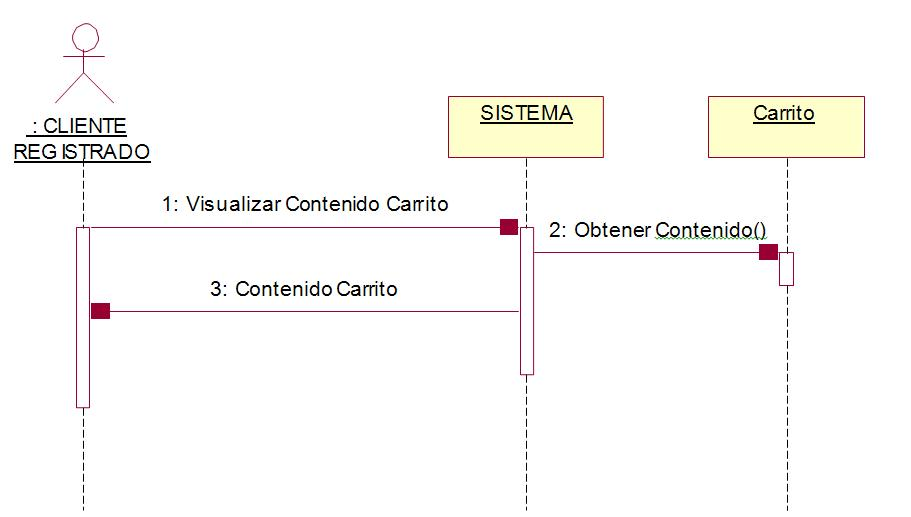 : CLIENTE
REGISTRADO
SISTEMA
Carrito
1: Visualizar Contenido Carrito
2: Obtener Contenido()
3: Contenido Carrito